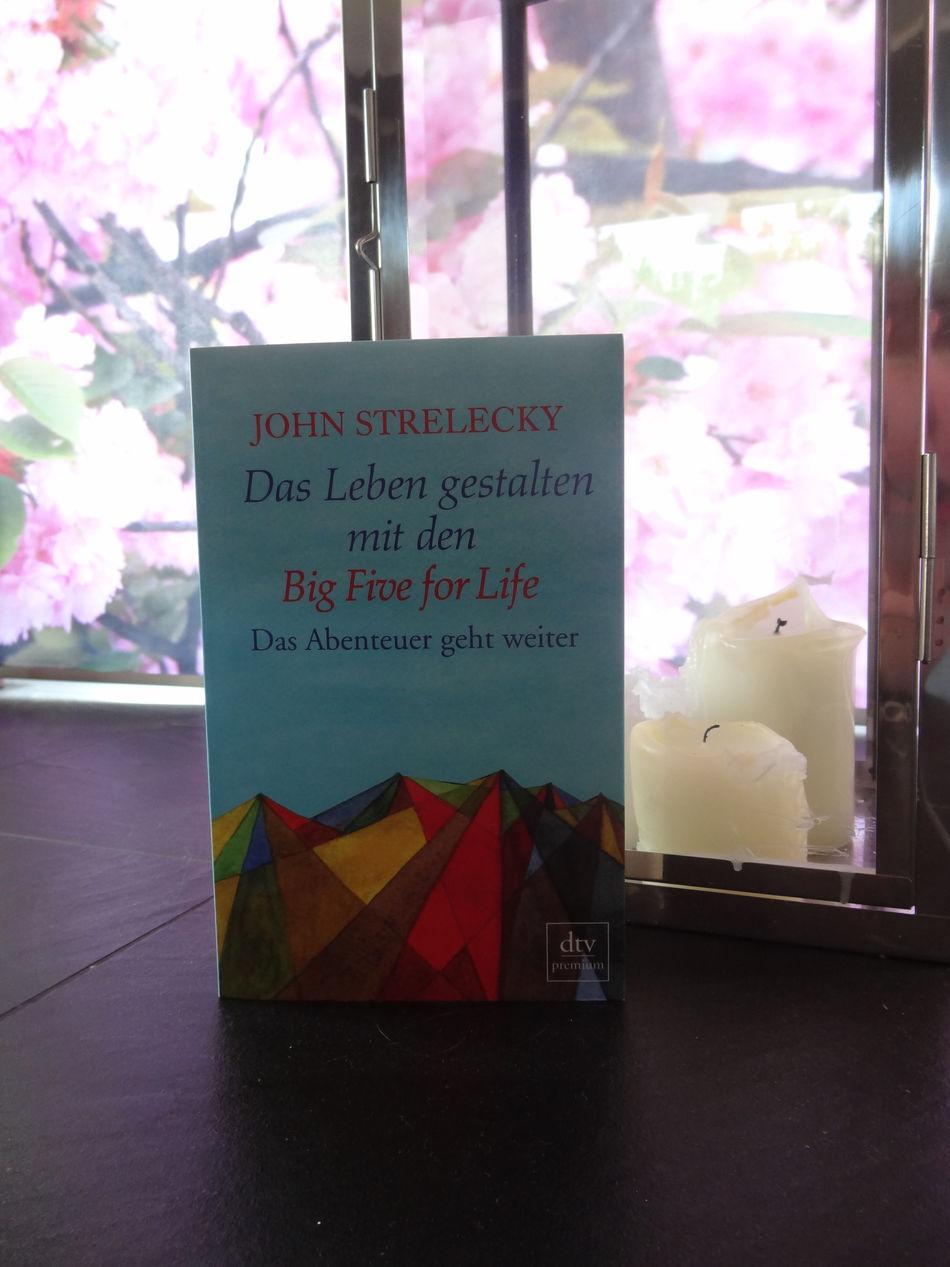 JOHN STRELECKY
Das Leben gestalten
mit den
Big Five for Life
Das Abenteuer geht weiter
dtv
premium